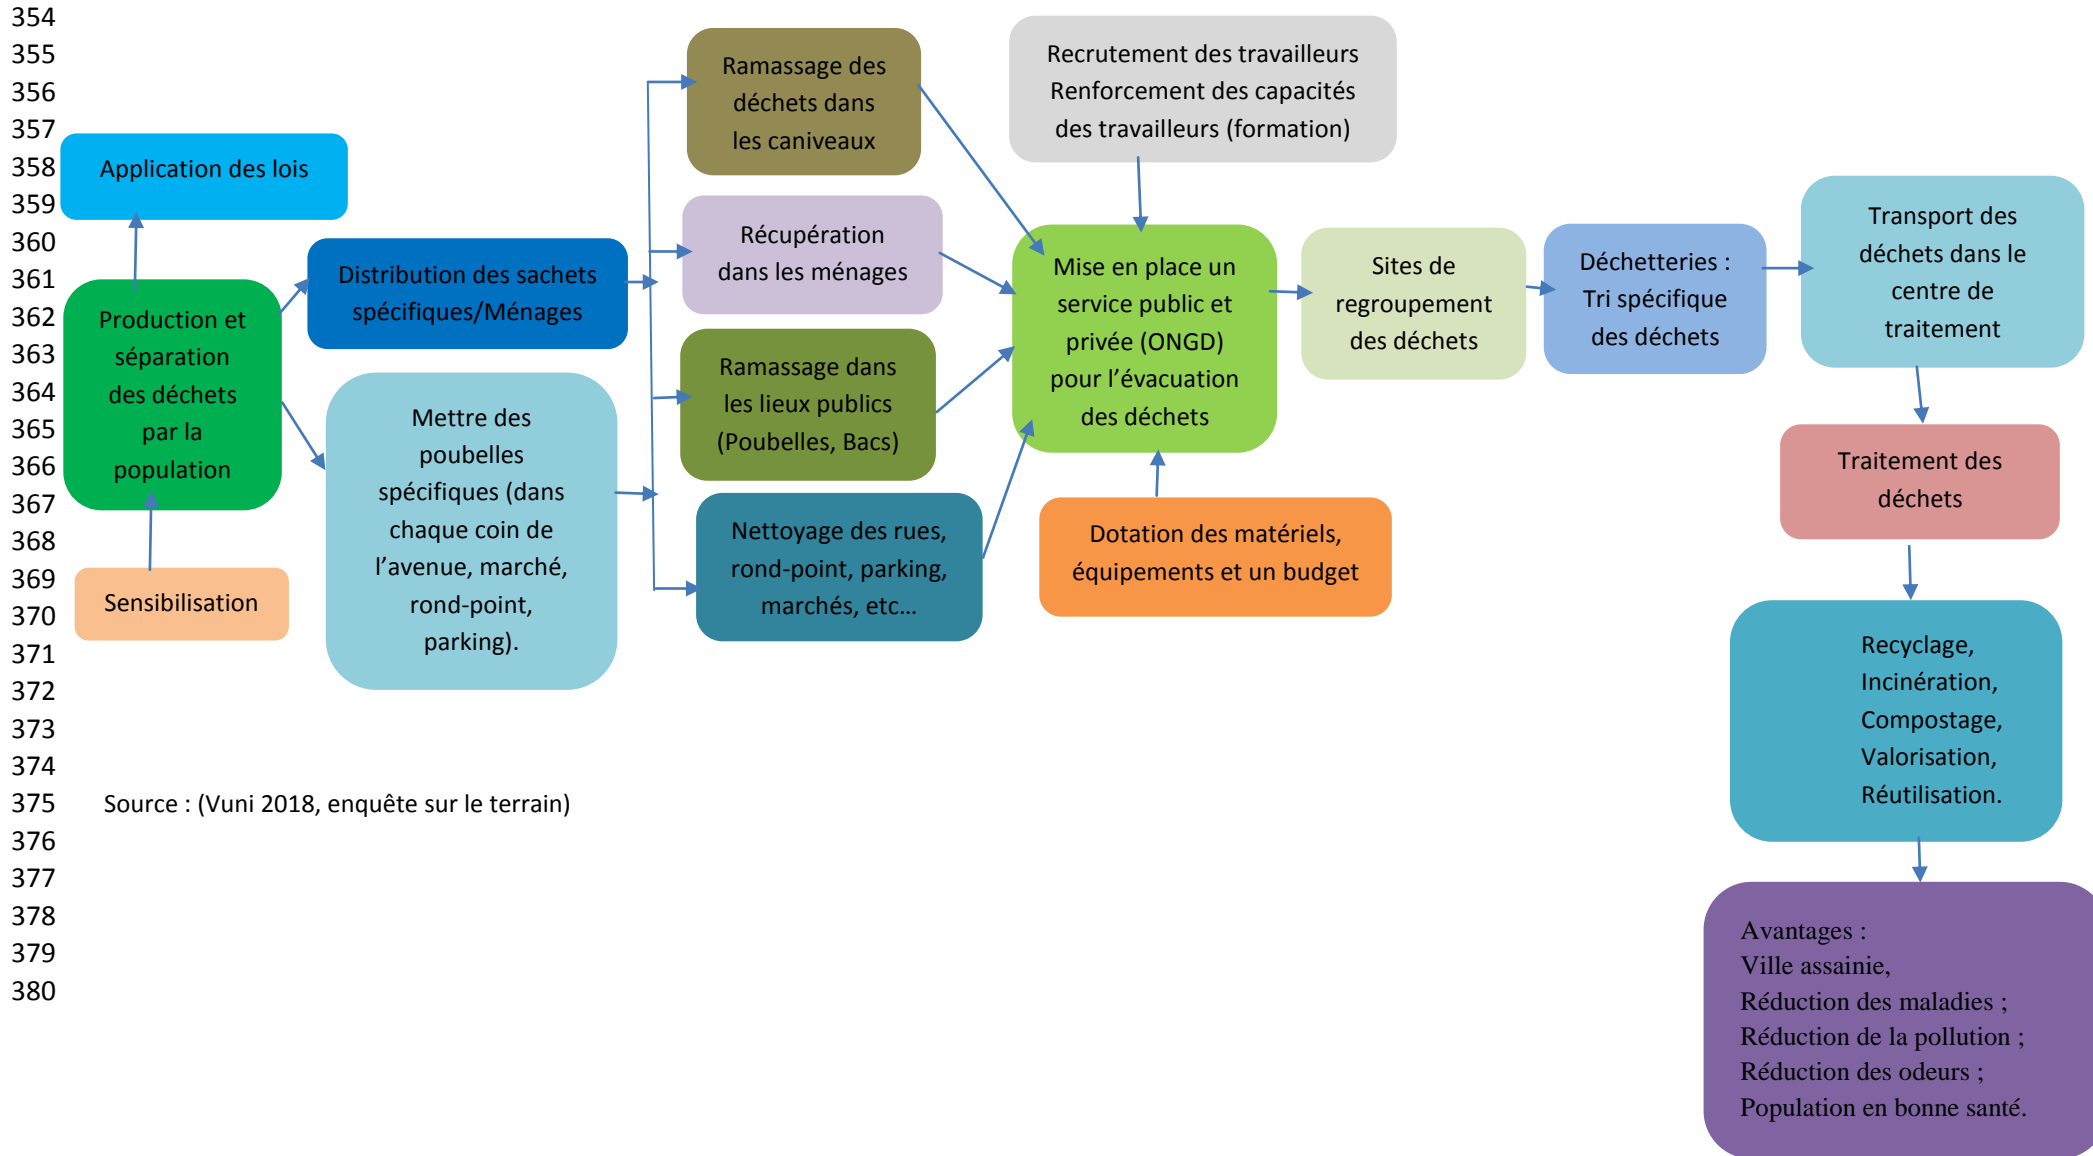 354
355
356
357
358
359
360
361
362
363
364
365
366
367
368
369
370
371
372
373
374
375
376
377
378
379
380
Application des lois
Production et
séparation
des déchets
par la
population
Sensibilisation
Distribution des sachets
spécifiques/Ménages
Mettre des
poubelles
spécifiques (dans
chaque coin de
l’avenue, marché,
rond-point,
parking).
Ramassage des
déchets dans
les caniveaux
Récupération
dans les ménages
Ramassage dans
les lieux publics
(Poubelles, Bacs)
Nettoyage des rues,
rond-point, parking,
marchés, etc…
Recrutement des travailleurs
Renforcement des capacités
des travailleurs (formation)
Mise en place un
service public et
privée (ONGD)
pour l’évacuation
des déchets
Dotation des matériels,
équipements et un budget
Sites de
regroupement
des déchets
Déchetteries :
Tri spécifique
des déchets
Transport des
déchets dans le
centre de
traitement
Traitement des
déchets
Recyclage,
Incinération,
Compostage,
Valorisation,
Réutilisation.
Avantages :
Ville assainie,
Réduction des maladies ;
Réduction de la pollution ;
Réduction des odeurs ;
Population en bonne santé.
Source : (Vuni 2018, enquête sur le terrain)